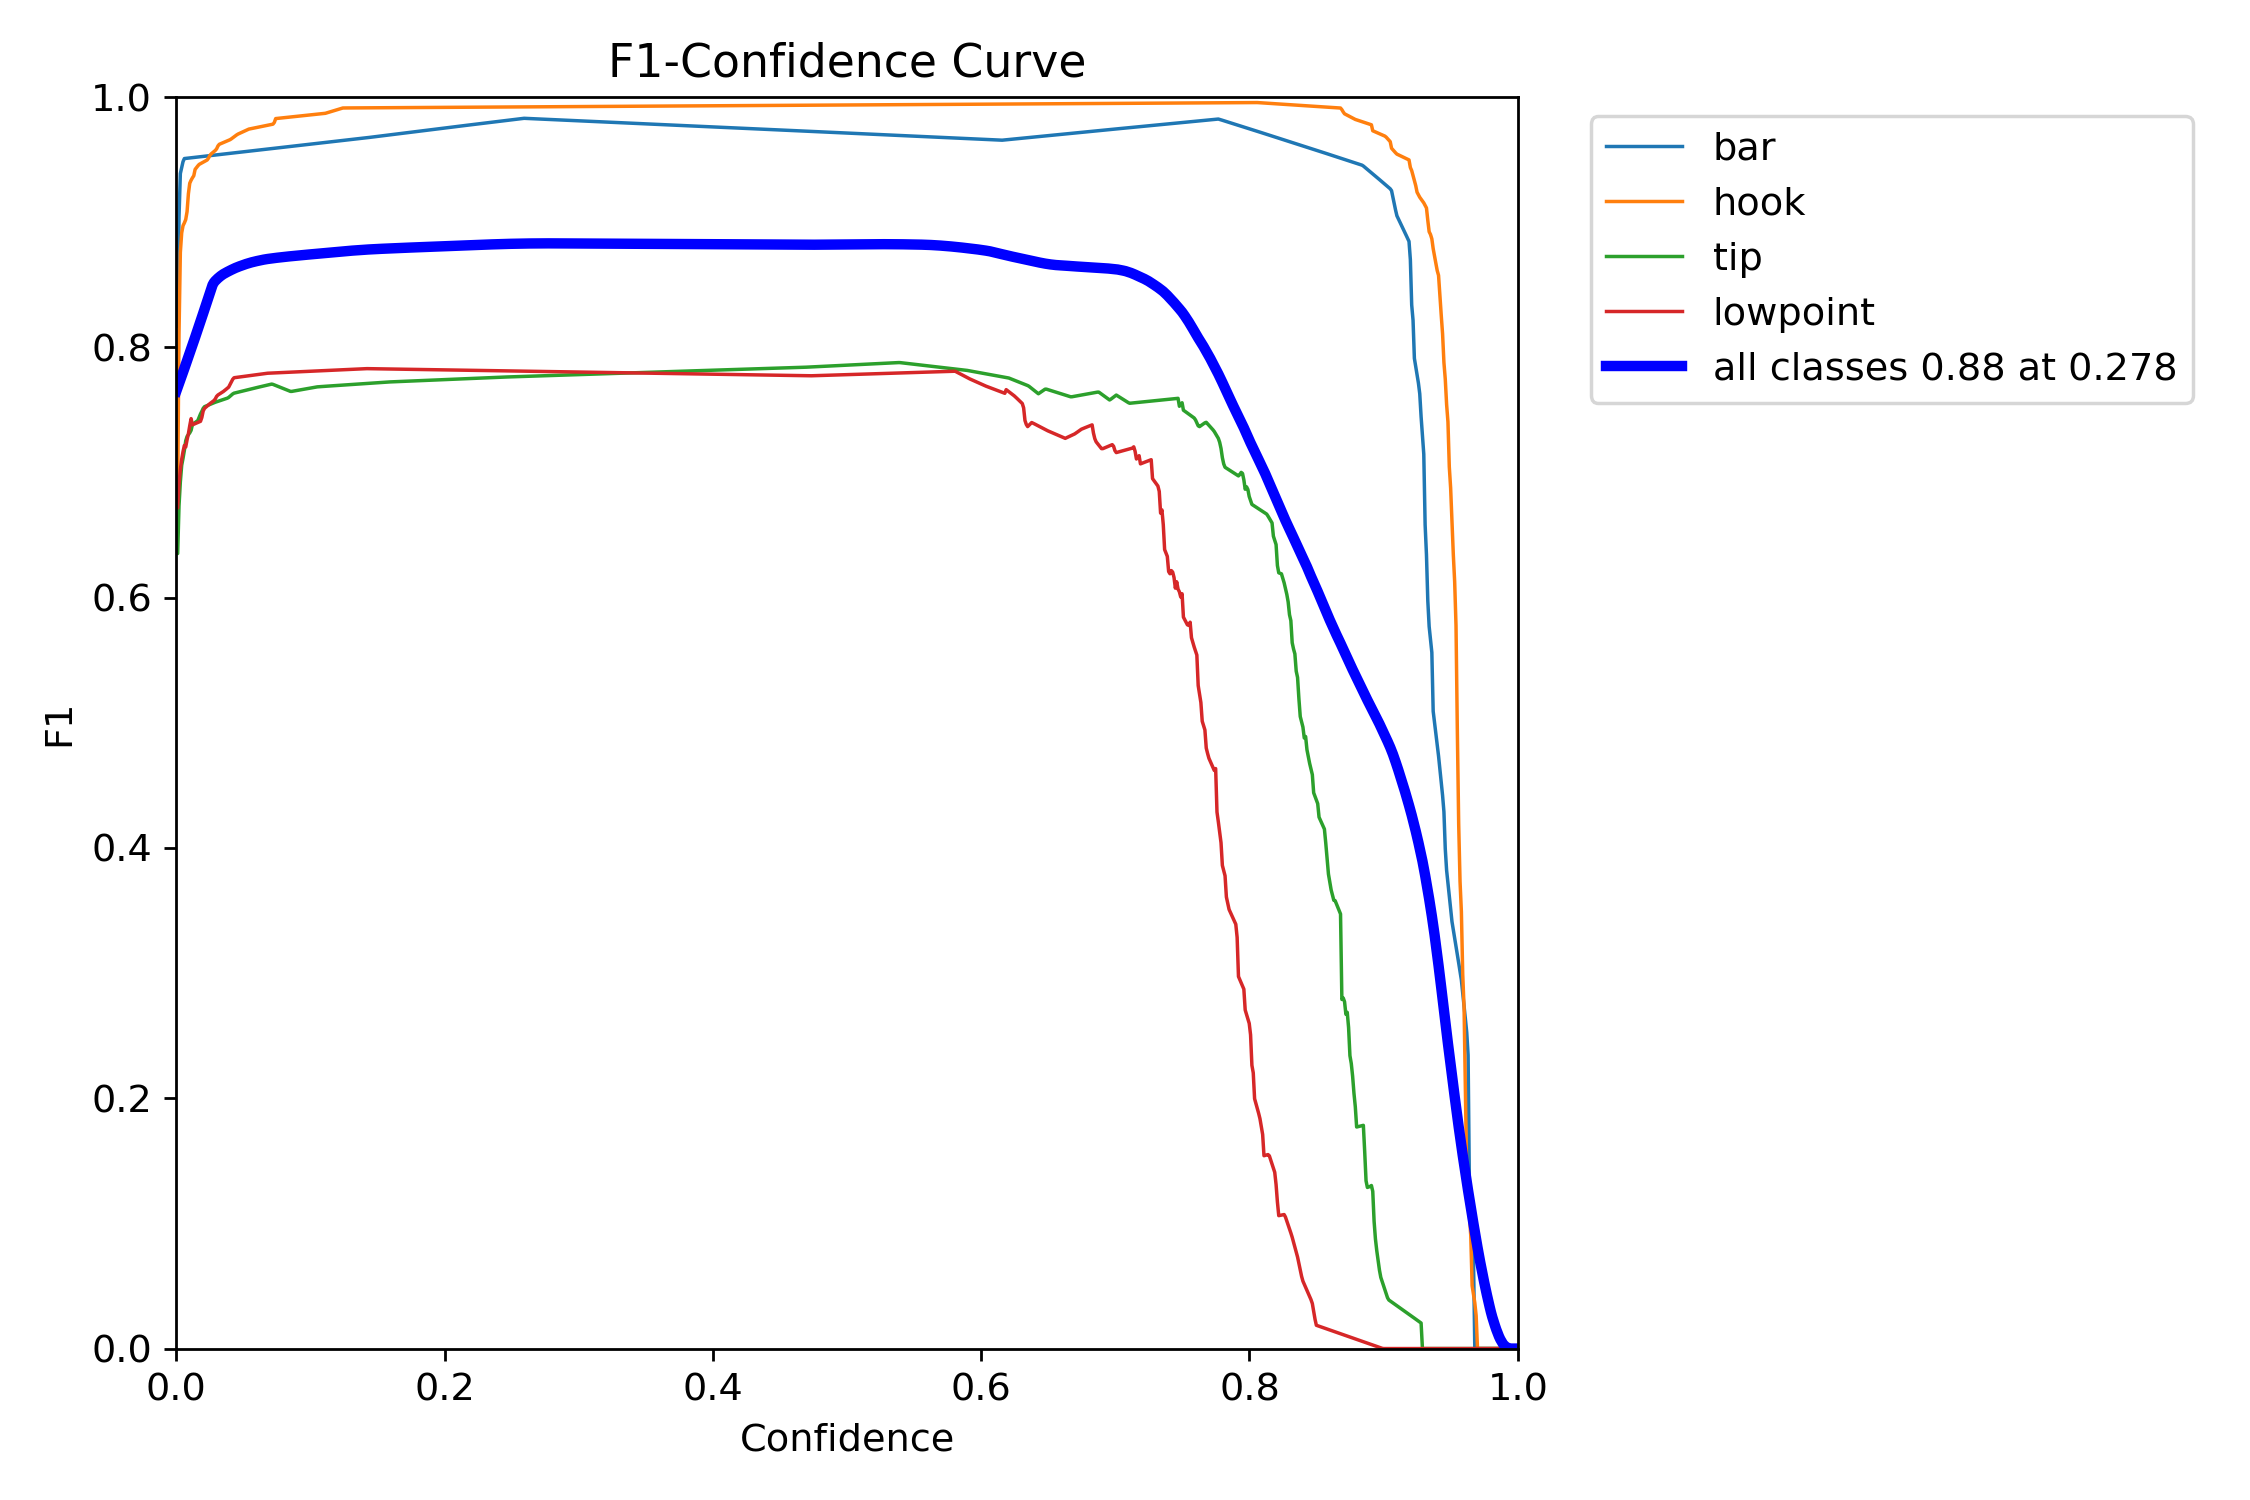 F1-Confidence Curve
1.0
0.8
0.6
0.4
0.2
0.0
F1
0.0 0.2 0.4 0.6 0.8 1.0
Confidence
bar
hook
tip
lowpoint
all classes 0.88 at 0.278